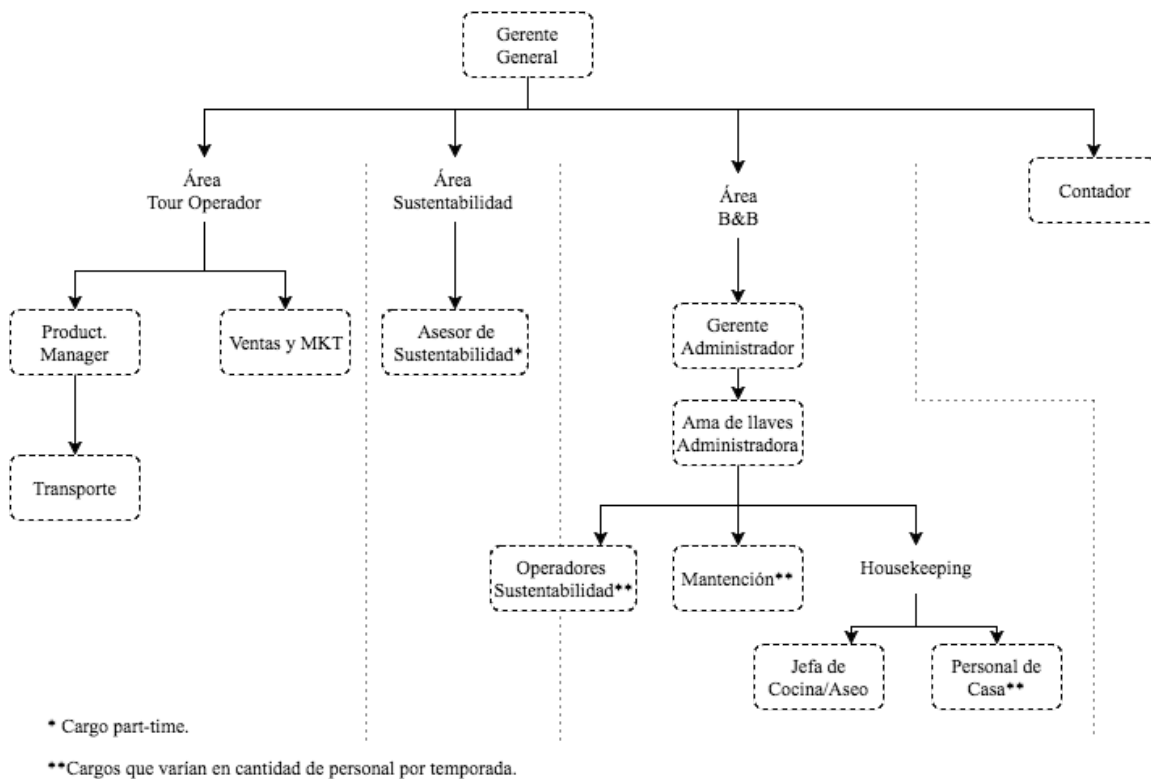 Gerente
General
Área
Tour Operador
Área
Sustentabilidad
Área
B&B
Contador
Product.
Manager
Ventas y MKT
Asesor de
Sustentabilidad*
Gerente
Administrador
Ama de llaves
Administradora
Transporte
Operadores
Sustentabilidad**
Mantención**
Housekeeping
Jefa de
Cocina/Aseo
Personal de
Casa**
* Cargo part-time.
**Cargos que varían en cantidad de personal por temporada.